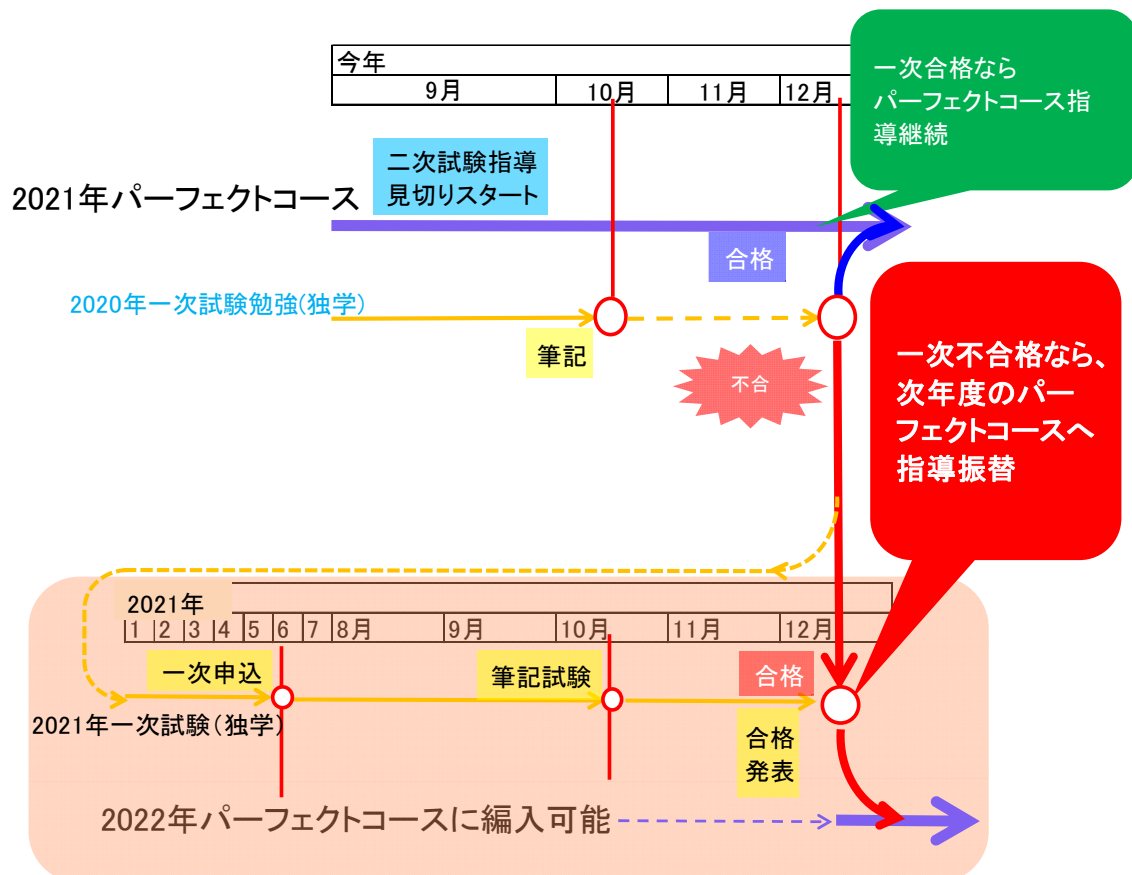 今年
9月 10月 11月 12月
一次合格なら
パーフェクトコース指
導継続
二次試験指導
見切りスタート
2021年パーフェクトコース
合格
2020年一次試験勉強(独学)
筆記
不合
一次不合格なら、
次年度のパー
フェクトコースへ
指導振替
2021年
1 2 3 4 5 6 7 8月 9月 10月 11月 12月
一次申込
筆記試験
合格
2021年一次試験(独学)
合格
発表
2022年パーフェクトコースに編入可能